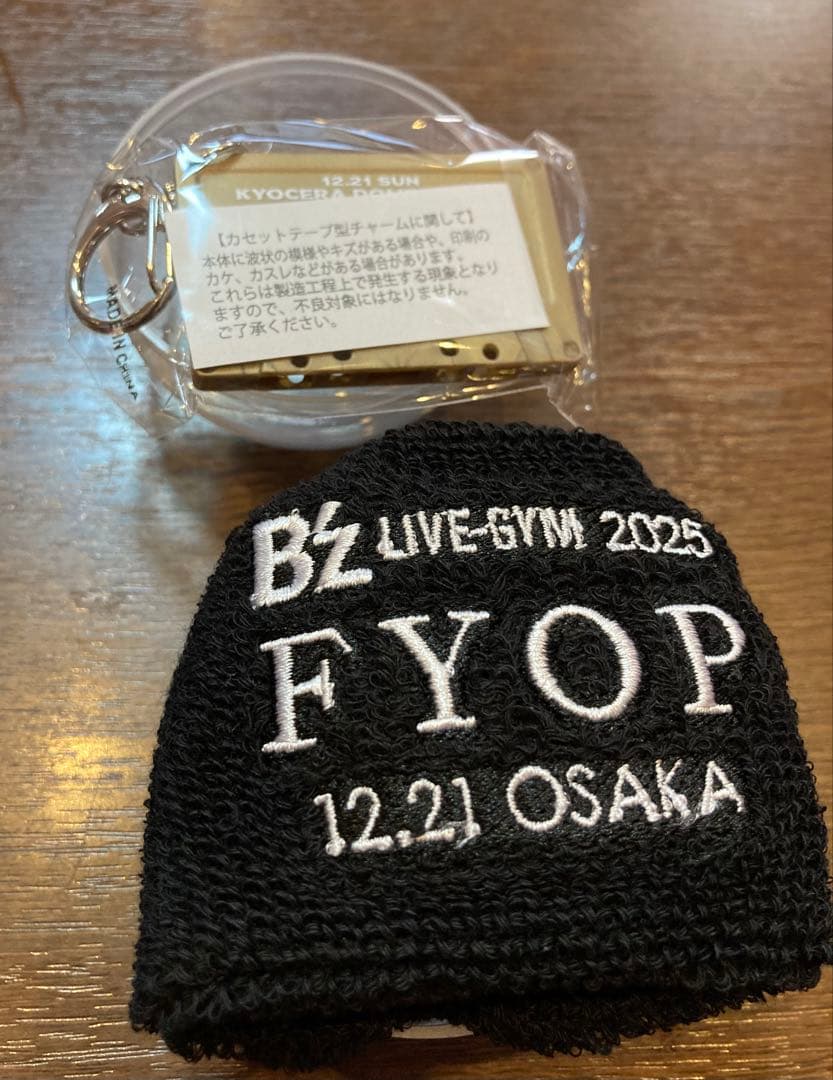 12.21 SUN
KYOCERA DOME
【カセットテープ型チャームに関して】
本体に波状の模様やキズがある場合や、印刷の
カケ、カスレなどがある場合があります。
これらは製造工程上で発生する現象となり
ますので、不良対象にはなりません。
ご了承ください。
MADE IN CHINA
B'z LIVE-GYM 2025
FYOP
12.21 OSAKA